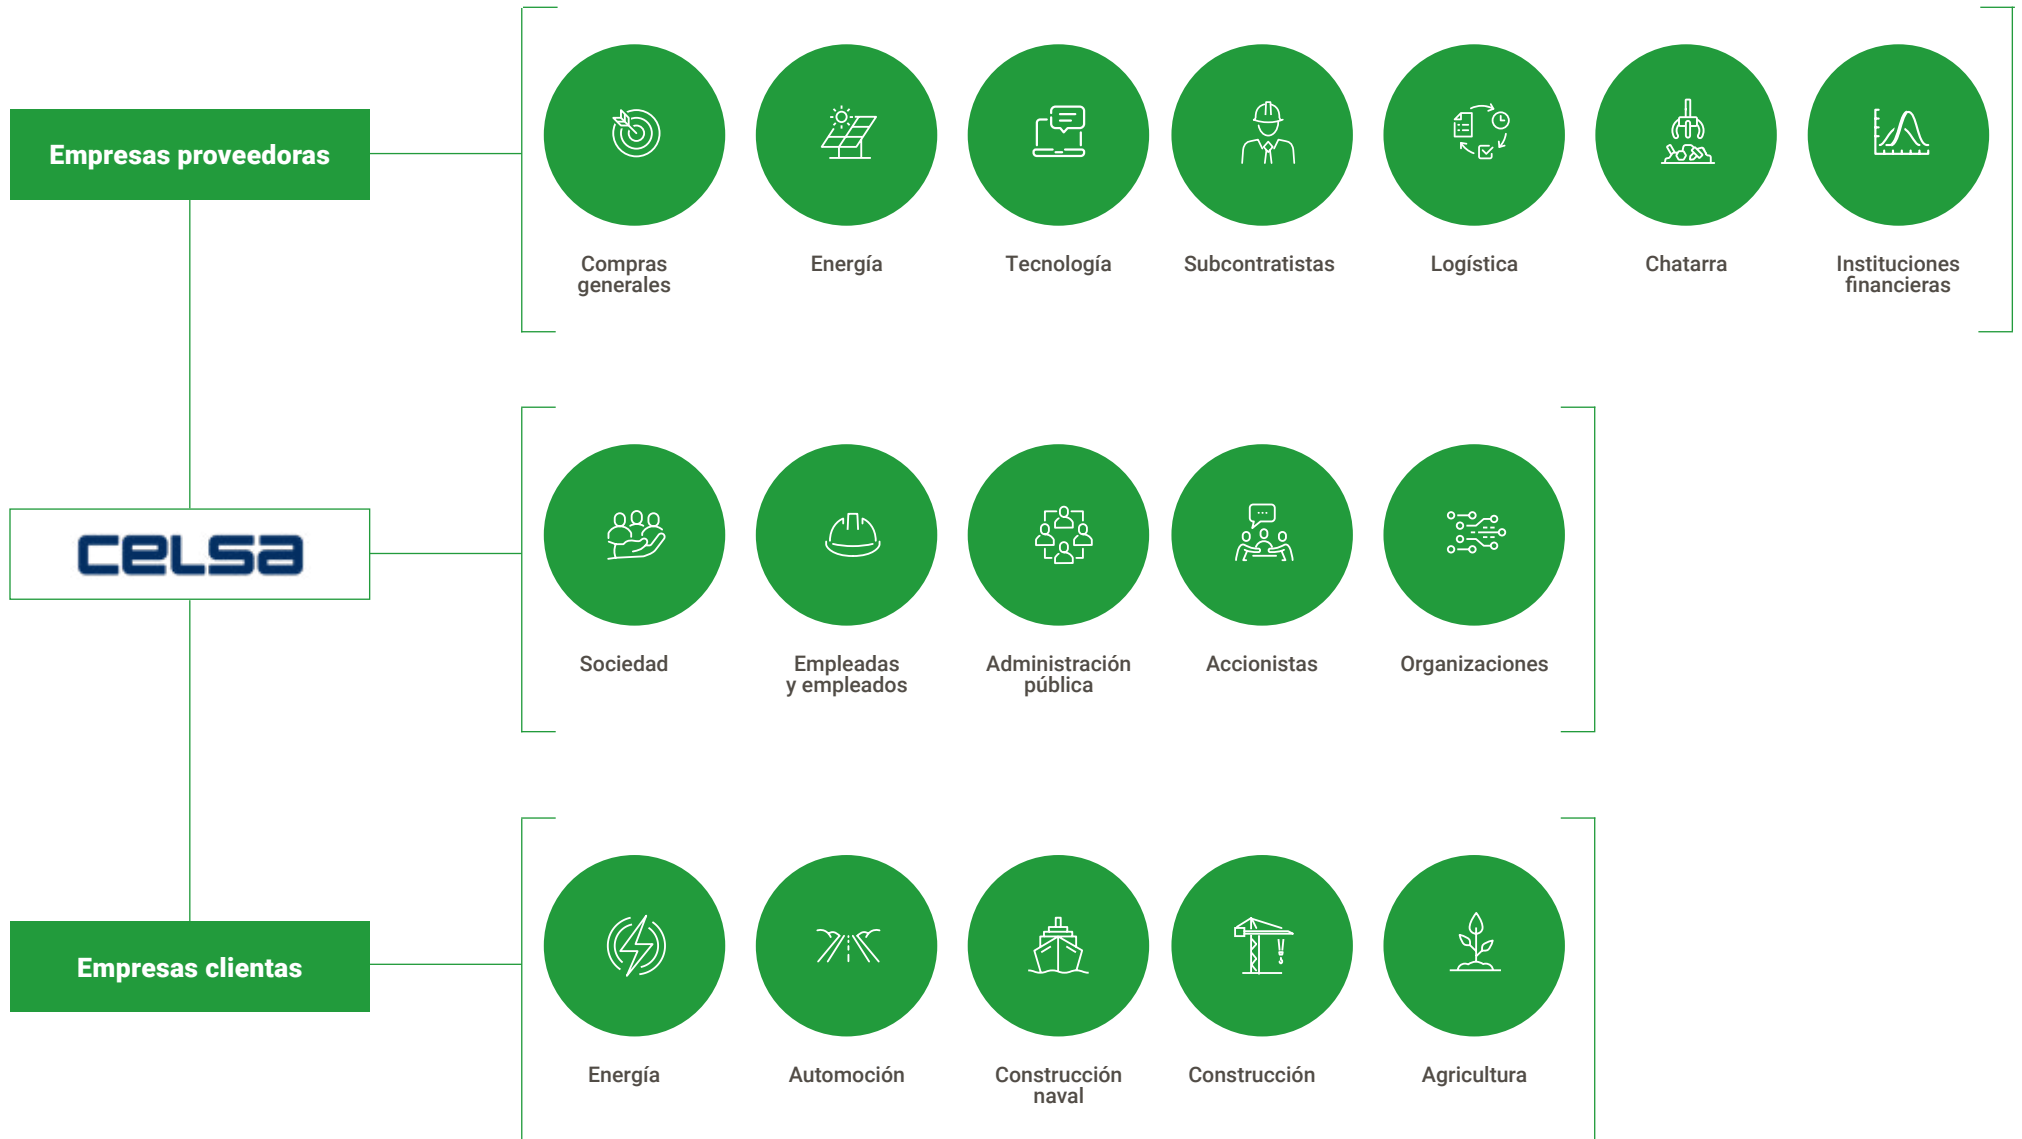 Empresas proveedoras
Compras
generales
Energía
Tecnología
Subcontratistas
Logística
Chatarra
Instituciones
financieras
CELSA
Sociedad
Empleadas
y empleados
Administración
pública
Accionistas
Organizaciones
Empresas clientas
Energía
Automoción
Construcción
naval
Construcción
Agricultura